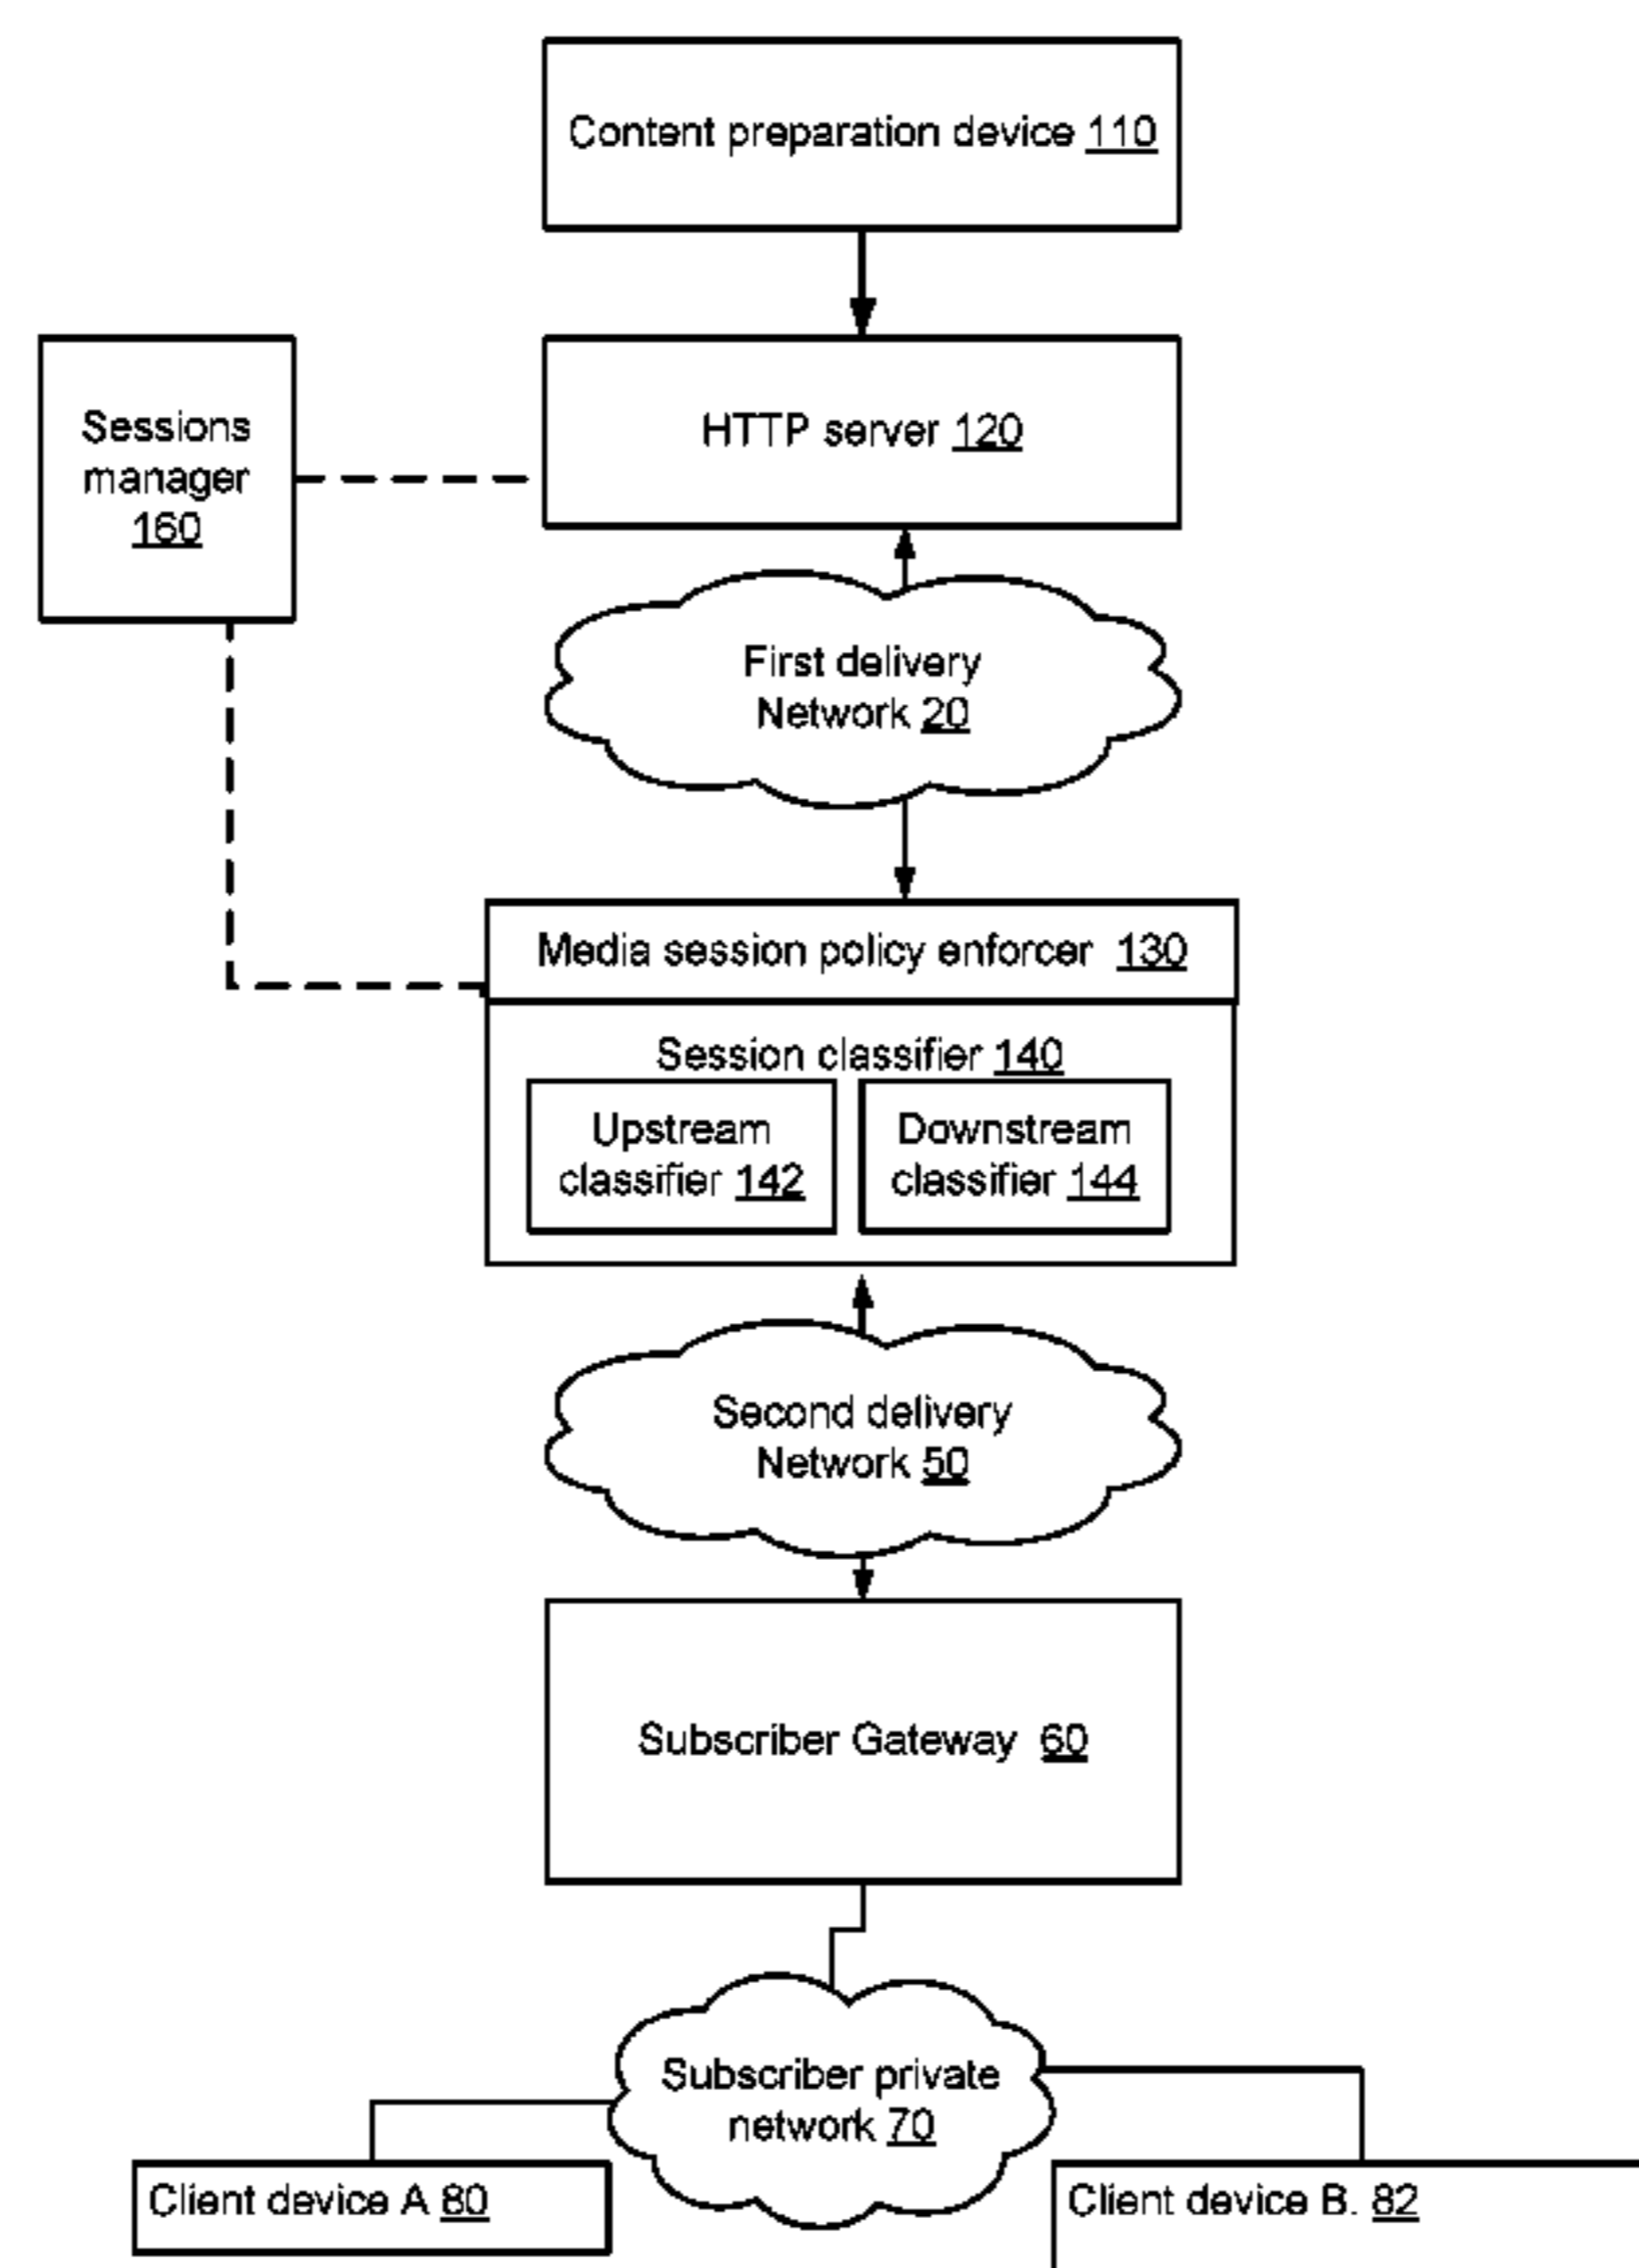 Content preparation device 110
Sessions
manager
160
HTTP server 120
First delivery
Network 20
Media session policy enforcer 130
Session classifier 140
Upstream
classifier 142
Downstream
classifier 144
Second delivery
Network 50
Subscriber Gateway 60
Subscriber private
network 70
Client device A 80
Client device B. 82